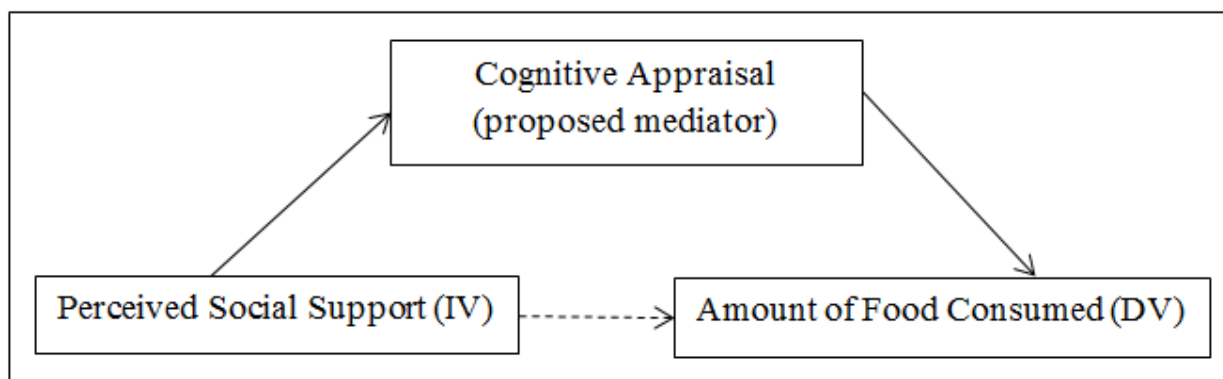 Cognitive Appraisal
(proposed mediator)
Perceived Social Support (IV)
Amount of Food Consumed (DV)